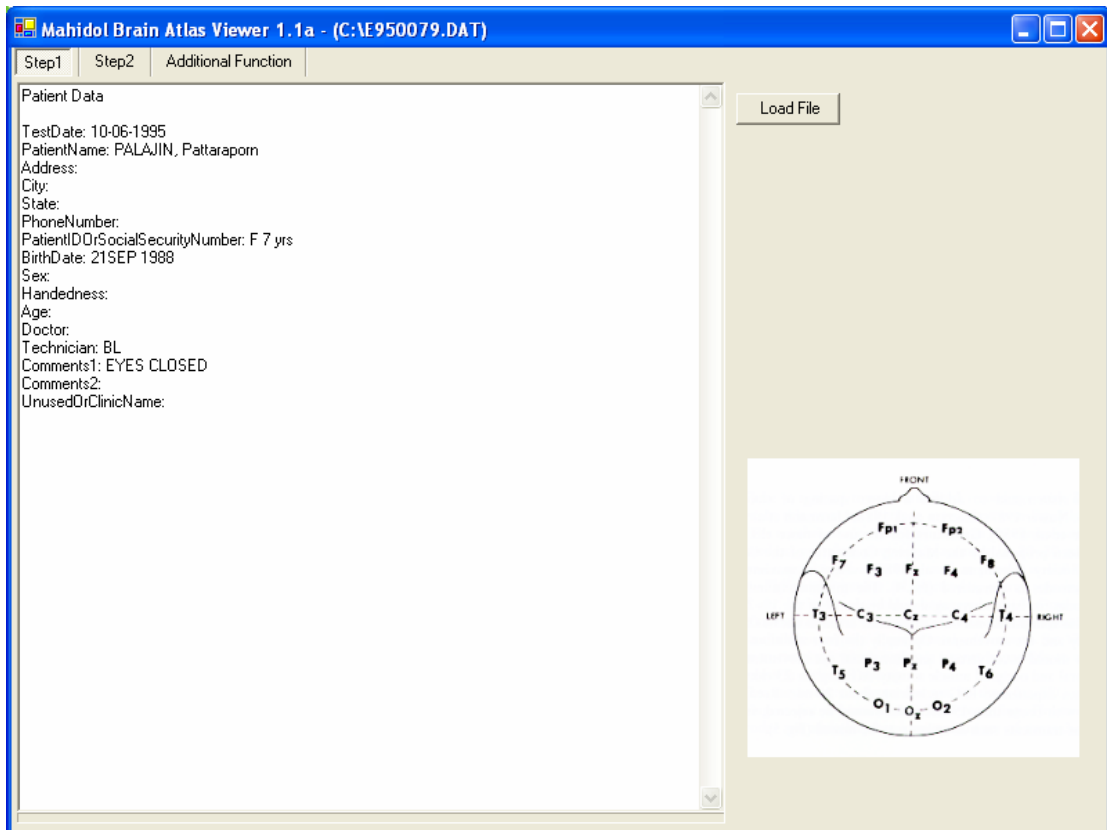 Mahidol Brain Atlas Viewer 1.1a - (C:\E950079.DAT)
Step1 Step2 Additional Function
Patient Data
Load File
TestDate: 10-06-1995
PatientName: PALAJIN, Pattaraporn
Address:
City:
State:
PhoneNumber:
PatientIDOrSocialSecurityNumber: F 7 yrs
BirthDate: 21SEP 1988
Sex:
Handedness:
Age:
Doctor:
Technician: BL
Comments1: EYES CLOSED
Comments2:
UnusedOrClinicName:
FRONT
Fp1 Fp2
F7 F3 Fz F4 F8
LEFT T3 C3 Cz C4 T4 RIGHT
T5 P3 Pz P4 T6
O1 Oz O2